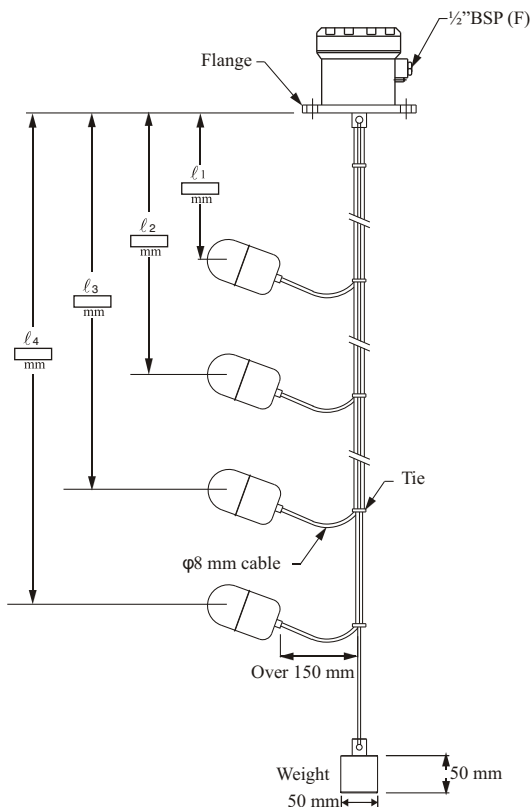 ½”BSP (F)
Flange
ℓ1
mm
ℓ2
mm
ℓ3
mm
ℓ4
mm
Tie
φ8 mm cable
Over 150 mm
Weight
50 mm
50 mm